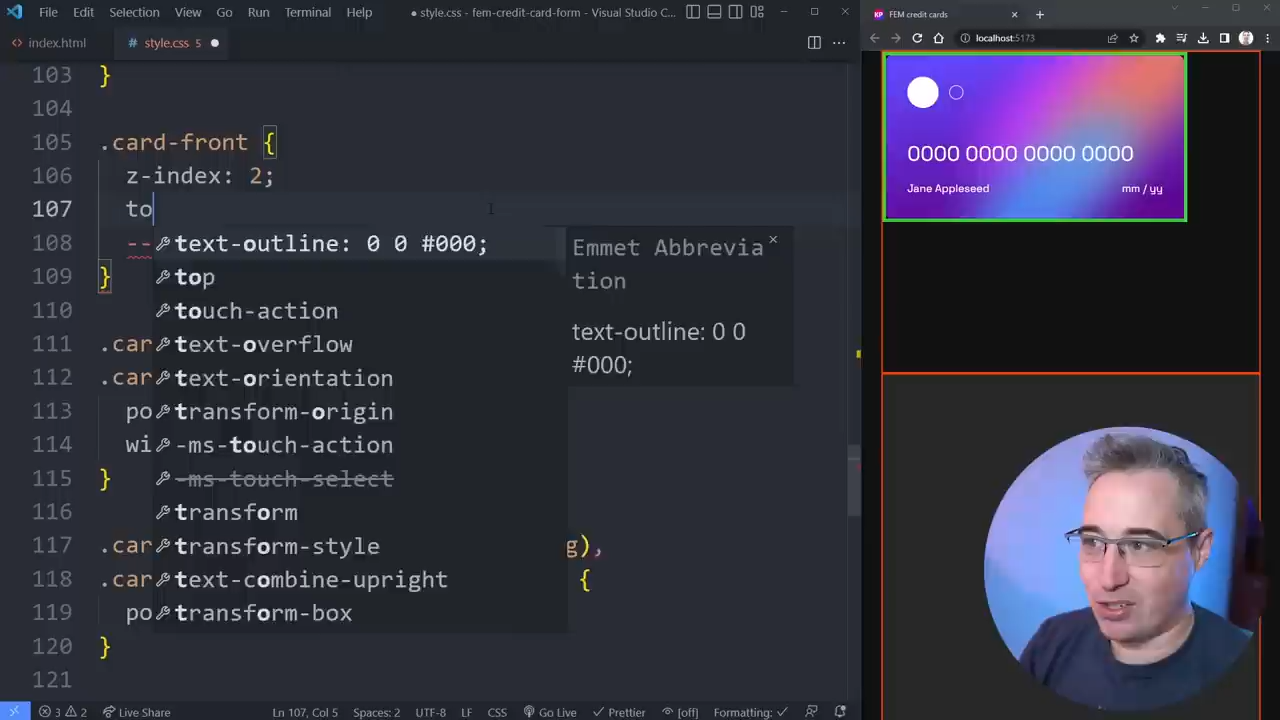 File Edit Selection View Go Run Terminal Help
● style.css - fem-credit-card-form - Visual Studio C...
index.html
# style.css 5
FEM credit cards
localhost:5173
103 }
104
105 .card-front {
106 z-index: 2;
107 to
108 --
109 }
110
111 .car
112 .car
113 po
114 wi
115 }
116
117 .car g),
118 .car {
119 po
120 }
121
text-outline: 0 0 #000;
top
touch-action
text-overflow
text-orientation
transform-origin
-ms-touch-action
-ms-touch-select
transform
transform-style
text-combine-upright
transform-box
Emmet Abbrevia
tion
text-outline: 0 0
#000;
0000 0000 0000 0000
Jane Appleseed mm / yy
3 2 Live Share Ln 107, Col 5 Spaces: 2 UTF-8 LF CSS Go Live Prettier [off] Formatting: